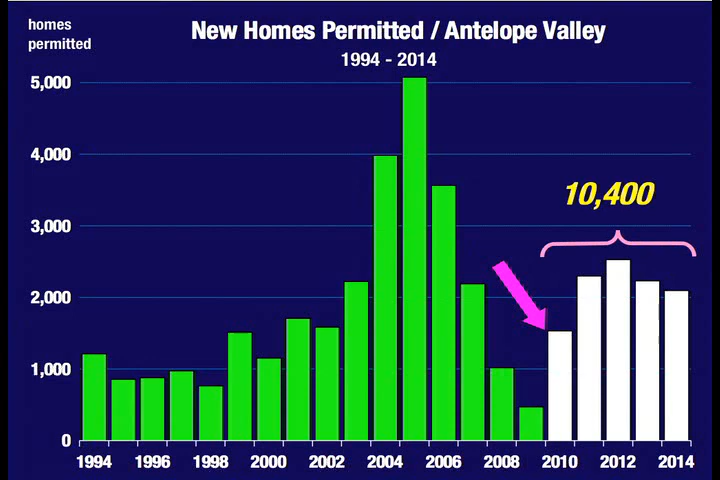 homes
permitted
New Homes Permitted / Antelope Valley
1994 - 2014
5,000
4,000
3,000
2,000
1,000
0
10,400
1994 1996 1998 2000 2002 2004 2006 2008 2010 2012 2014